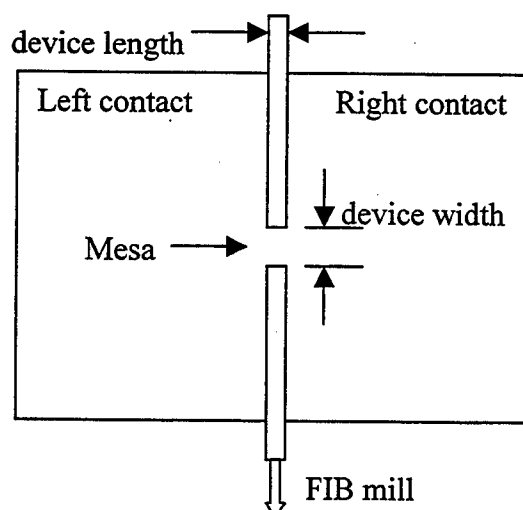 device length
Left contact
Right contact
device width
Mesa
FIB mill